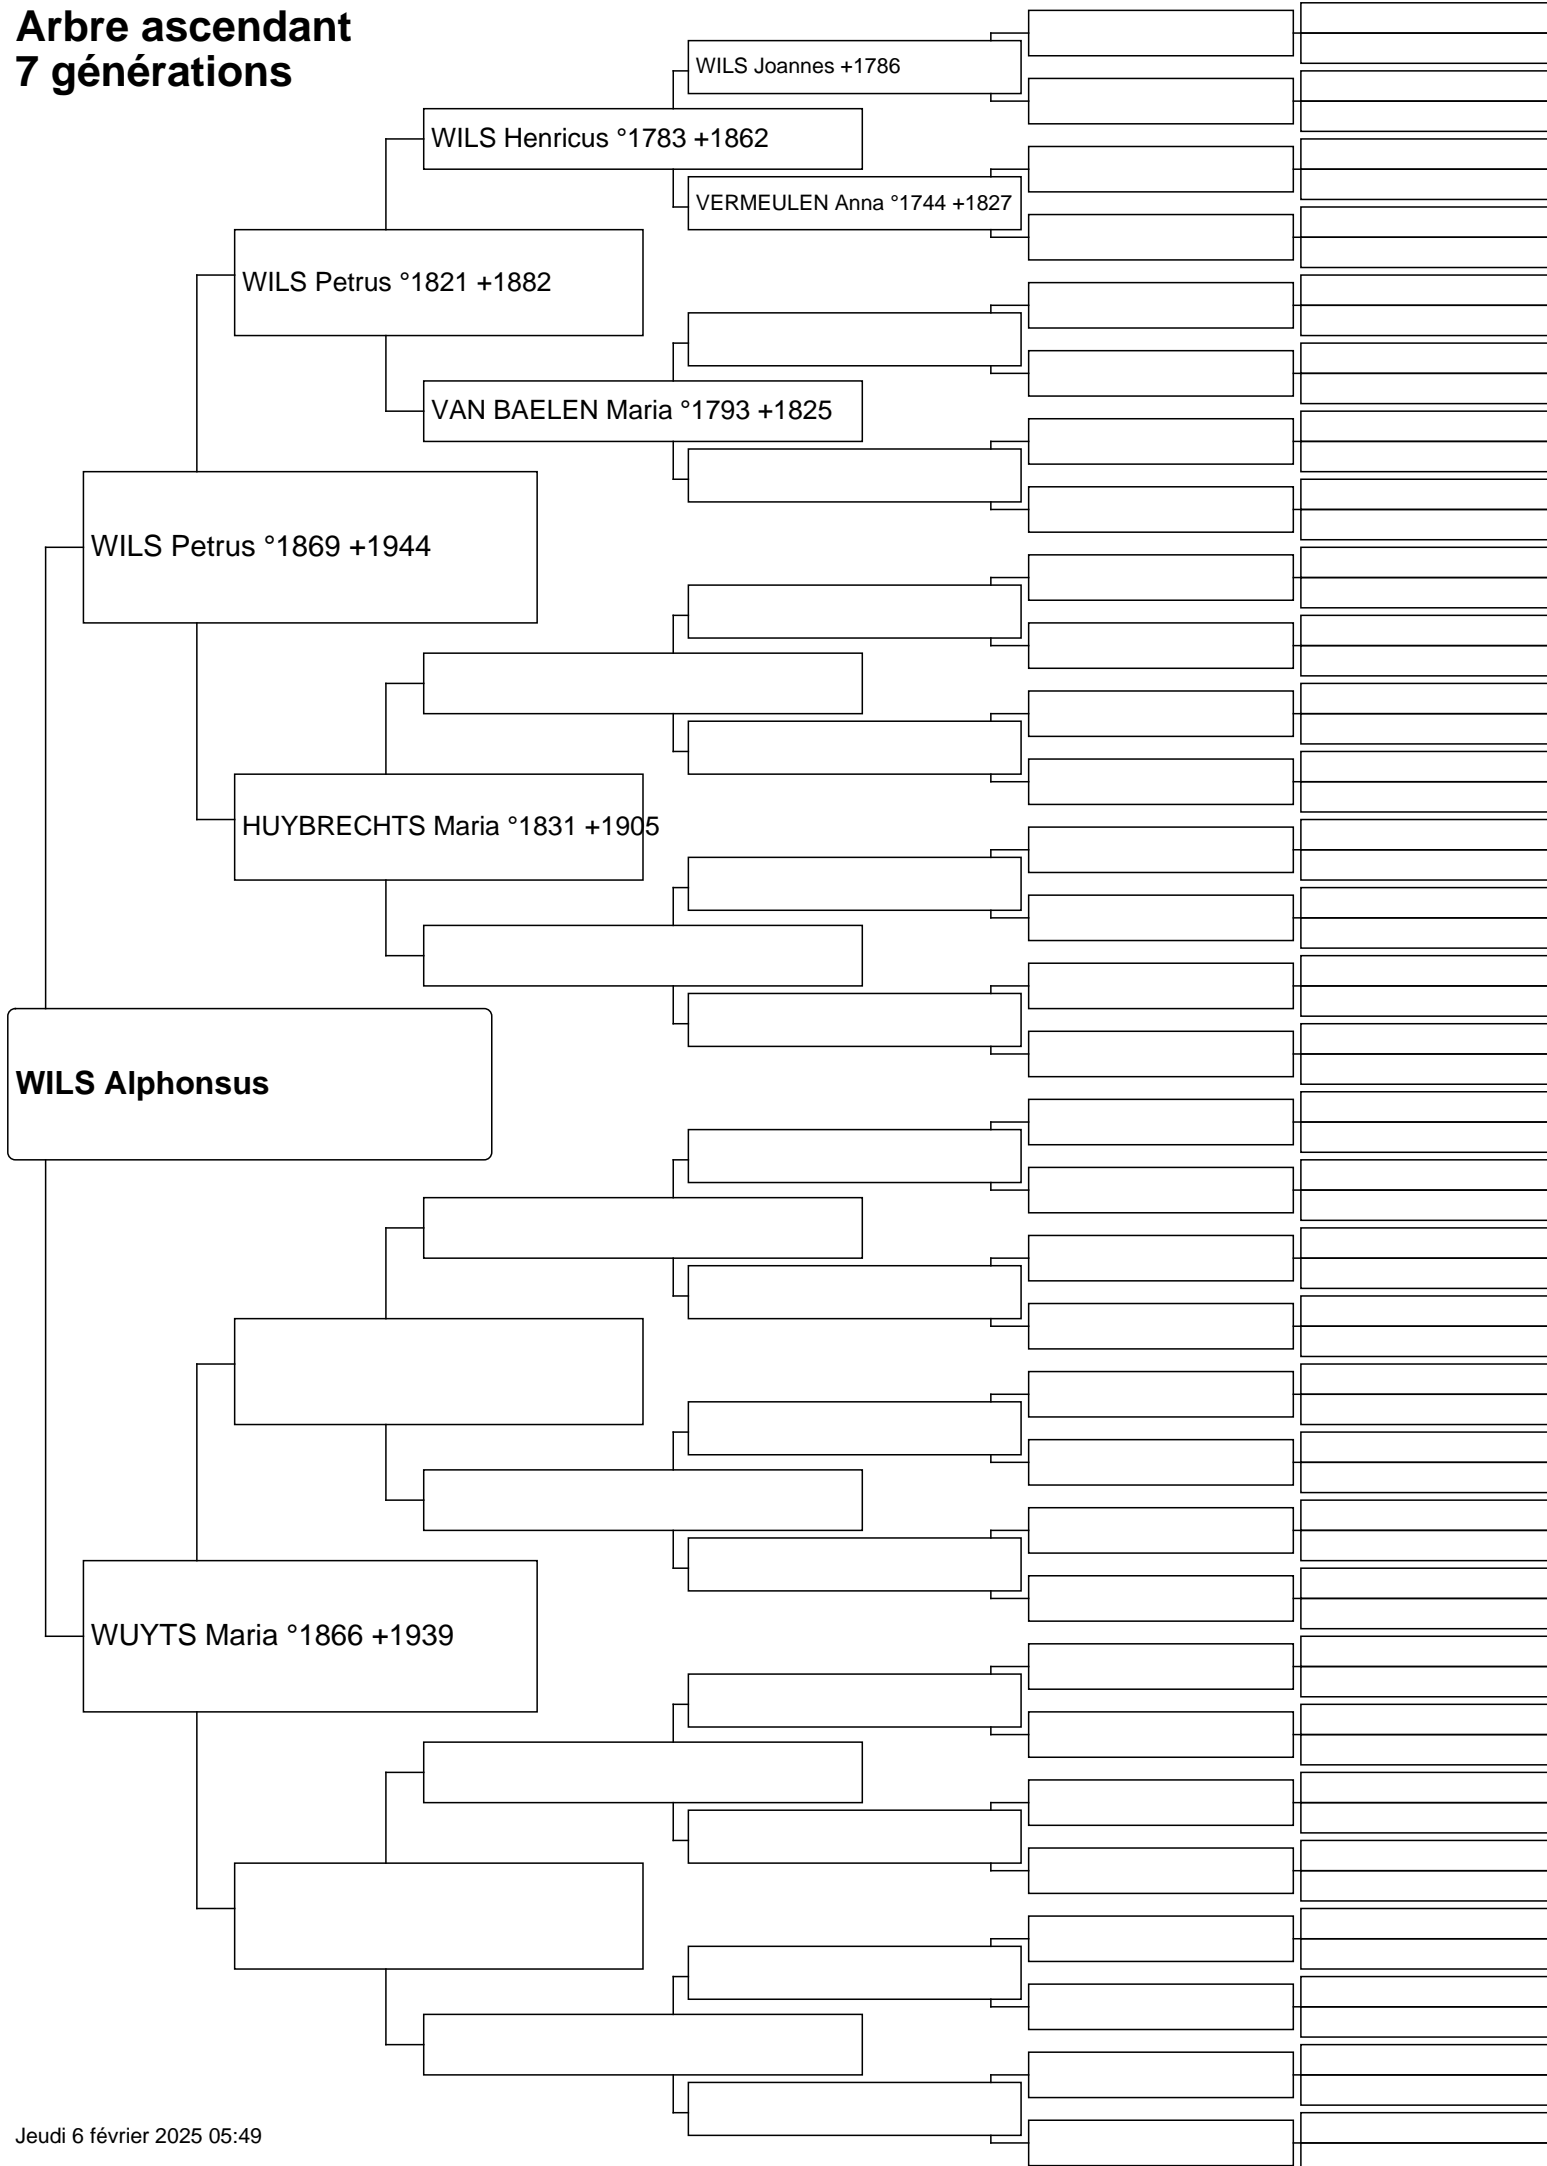 Arbre ascendant
7 générations
WILS Joannes +1786
WILS Henricus °1783 +1862
VERMEULEN Anna °1744 +1827
WILS Petrus °1821 +1882
VAN BAELEN Maria °1793 +1825
WILS Petrus °1869 +1944
HUYBRECHTS Maria °1831 +1905
WILS Alphonsus
WUYTS Maria °1866 +1939
Jeudi 6 février 2025 05:49